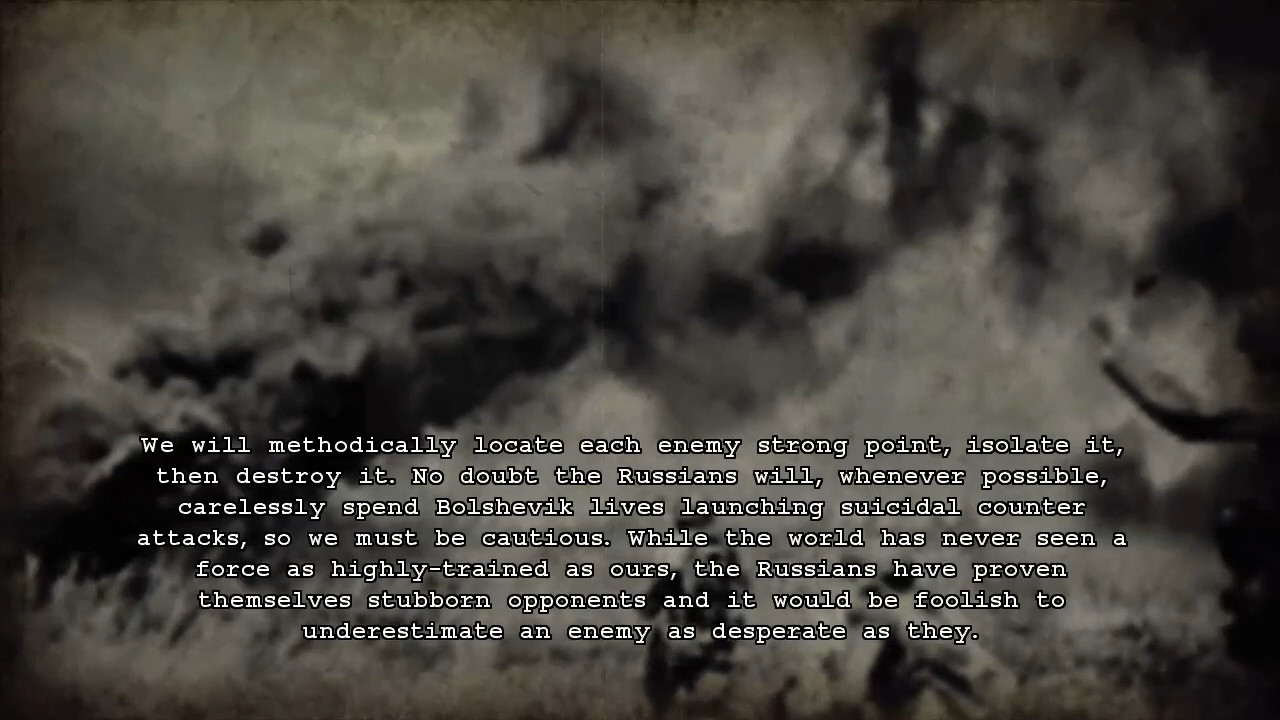 We will methodically locate each enemy strong point, isolate it,
then destroy it. No doubt the Russians will, whenever possible,
carelessly spend Bolshevik lives launching suicidal counter
attacks, so we must be cautious. While the world has never seen a
force as highly-trained as ours, the Russians have proven
themselves stubborn opponents and it would be foolish to
underestimate an enemy as desperate as they.